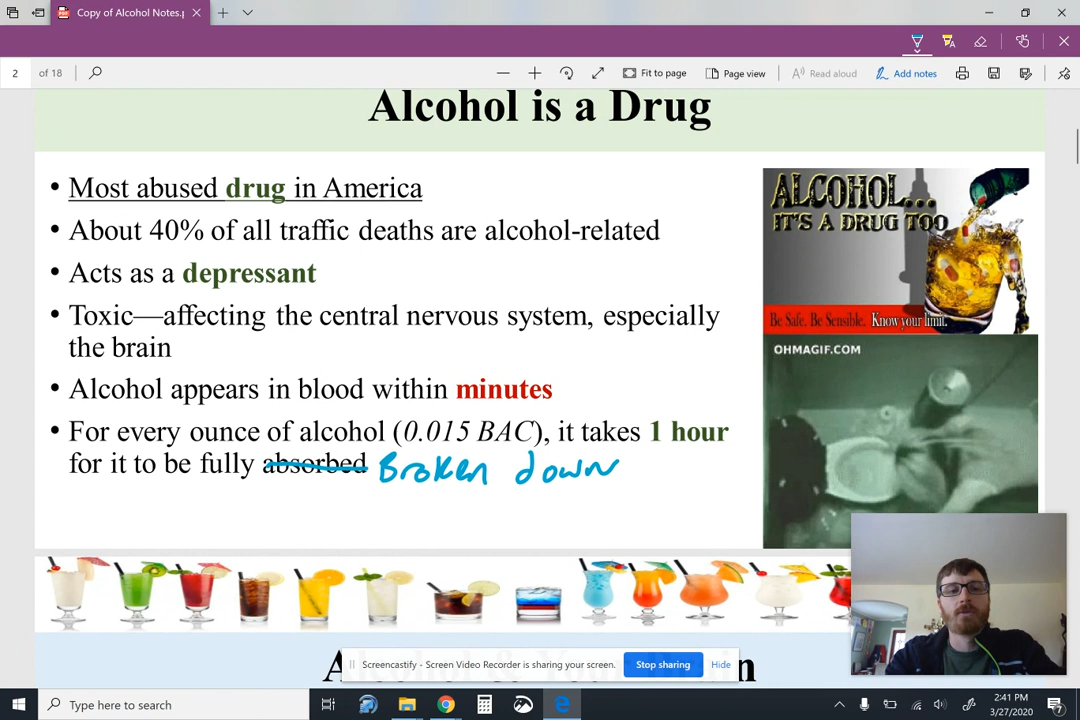 Copy of Alcohol Notes.p
2 of 18
Fit to page
Page view
Read aloud
Add notes
Alcohol is a Drug
• Most abused drug in America
• About 40% of all traffic deaths are alcohol-related
• Acts as a depressant
• Toxic—affecting the central nervous system, especially
the brain
• Alcohol appears in blood within minutes
• For every ounce of alcohol (0.015 BAC), it takes 1 hour
for it to be fully absorbed Broken down
ALCOHOL...
IT'S A DRUG TOO
Be Safe. Be Sensible. Know your limit.
OHMAGIF.COM
Screencastify - Screen Video Recorder is sharing your screen.
Stop sharing
Hide
Type here to search
2:41 PM
3/27/2020
7